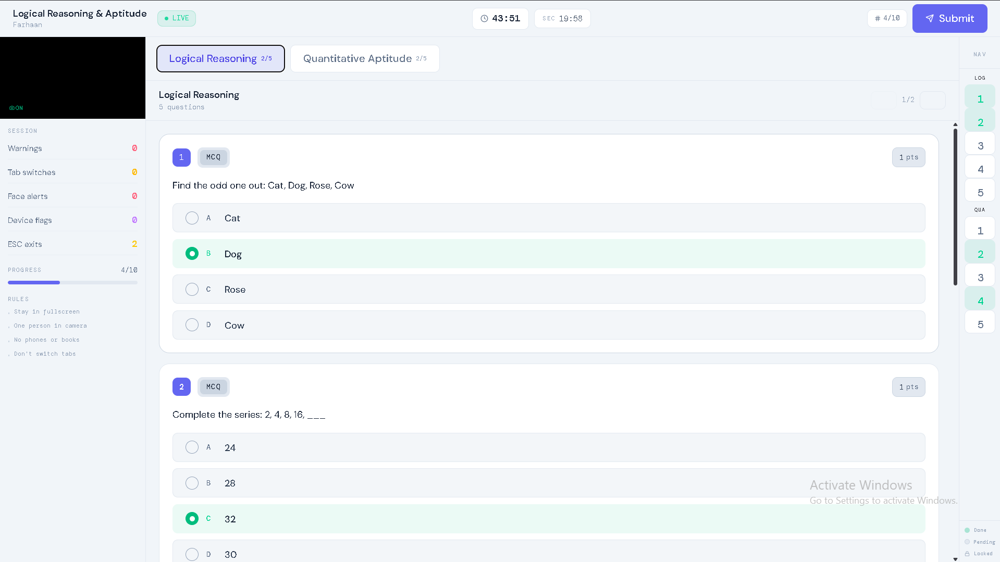 Logical Reasoning & Aptitude
Farhaan
LIVE
43:51
SEC 19:58
# 4/10
Submit
ON
SESSION
Warnings 0
Tab switches 0
Face alerts 0
Device flags 0
ESC exits 2
PROGRESS 4/10
RULES
. Stay in fullscreen
. One person in camera
. No phones or books
. Don't switch tabs
Logical Reasoning 2/5
Quantitative Aptitude 2/5
Logical Reasoning
5 questions
1/2
1 MCQ 1 pts
Find the odd one out: Cat, Dog, Rose, Cow
A Cat
B Dog
C Rose
D Cow
2 MCQ 1 pts
Complete the series: 2, 4, 8, 16, ___
A 24
B 28
C 32
D 30
Activate Windows
Go to Settings to activate Windows.
NAV
LOG
1
2
3
4
5
QUA
1
2
3
4
5
Done
Pending
Locked